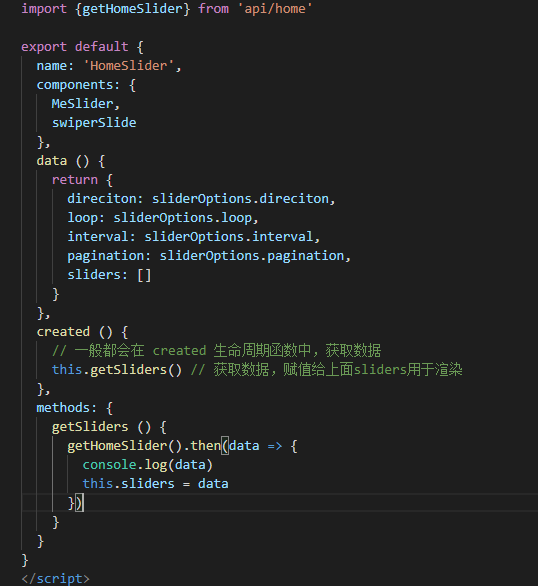 import {getHomeSlider} from 'api/home'
export default {
name: 'HomeSlider',
components: {
MeSlider,
swiperSlide
},
data () {
return {
direciton: sliderOptions.direciton,
loop: sliderOptions.loop,
interval: sliderOptions.interval,
pagination: sliderOptions.pagination,
sliders: []
}
},
created () {
// 一般都会在 created 生命周期函数中，获取数据
this.getSliders() // 获取数据，赋值给上面sliders用于渲染
},
methods: {
getSliders () {
getHomeSlider().then(data => {
console.log(data)
this.sliders = data
})
}
}
}
</script>